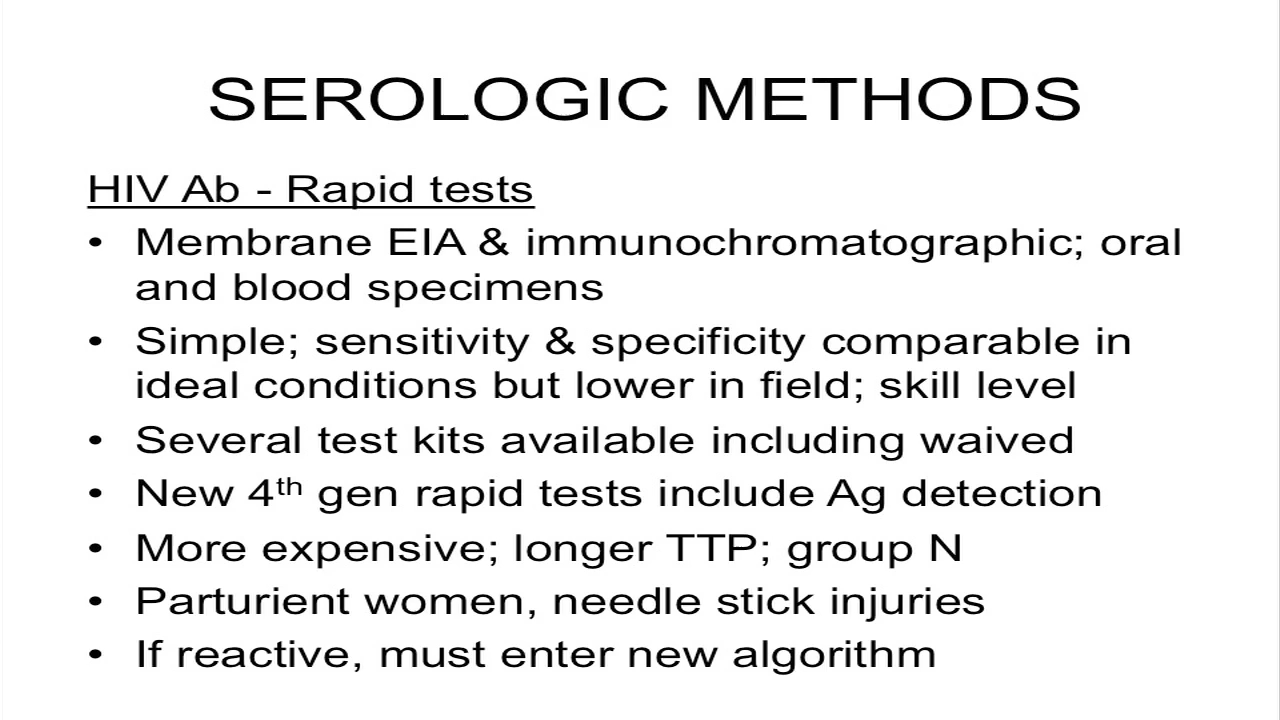 SEROLOGIC METHODS
HIV Ab - Rapid tests
• Membrane EIA & immunochromatographic; oral
and blood specimens
• Simple; sensitivity & specificity comparable in
ideal conditions but lower in field; skill level
• Several test kits available including waived
• New 4th gen rapid tests include Ag detection
• More expensive; longer TTP; group N
• Parturient women, needle stick injuries
• If reactive, must enter new algorithm